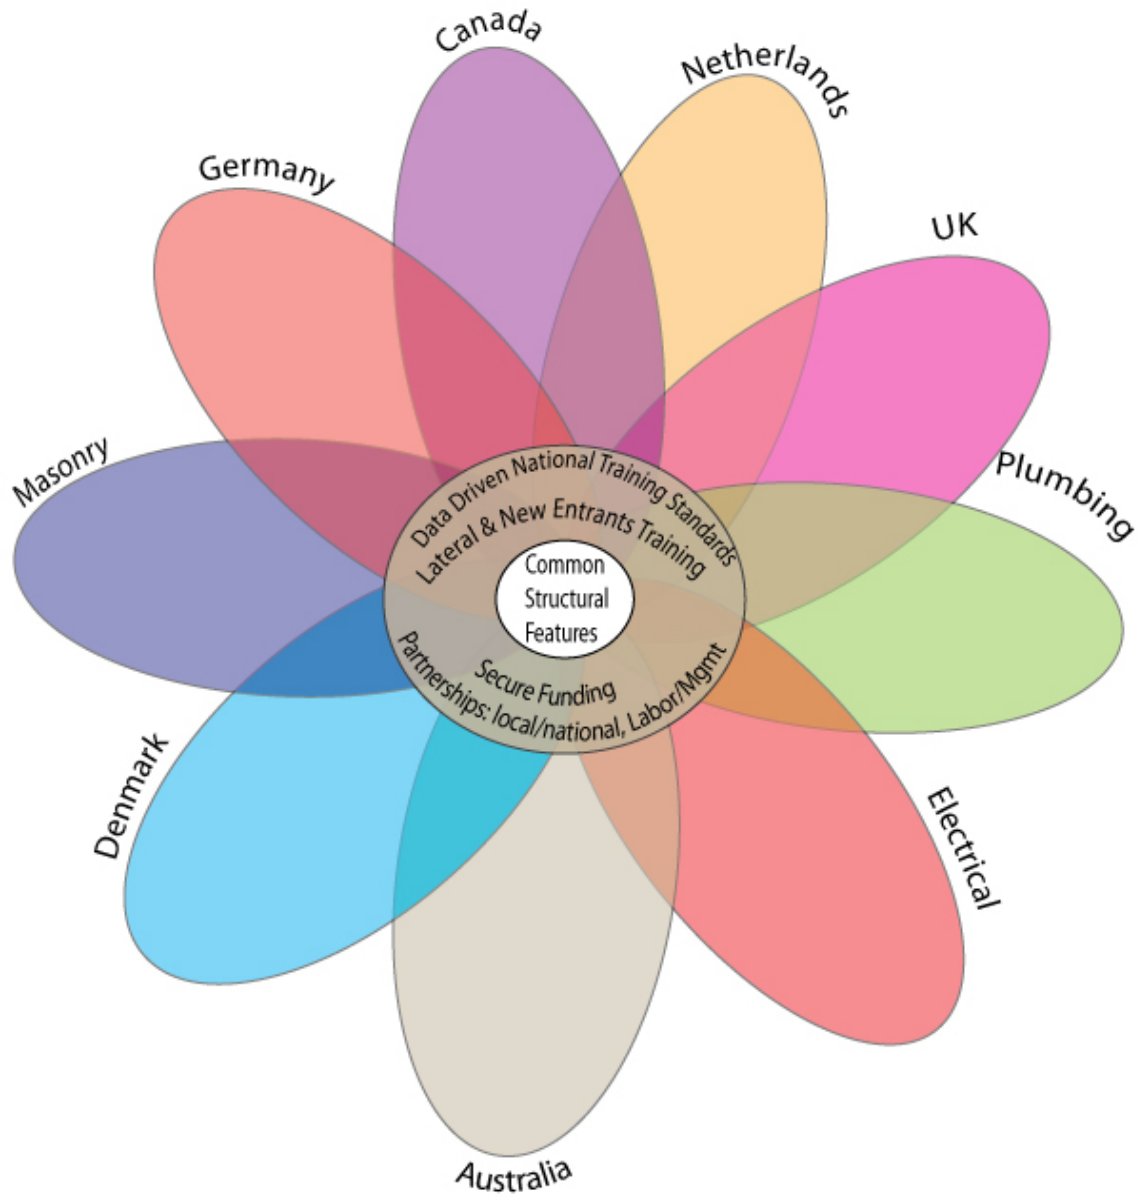 Canada
Netherlands
Germany
UK
Masonry
Plumbing
Data Driven National Training Standards
Lateral & New Entrants Training
Common
Structural
Features
Secure Funding
Partnerships: local/national, Labor/Mgmt
Denmark
Electrical
Australia